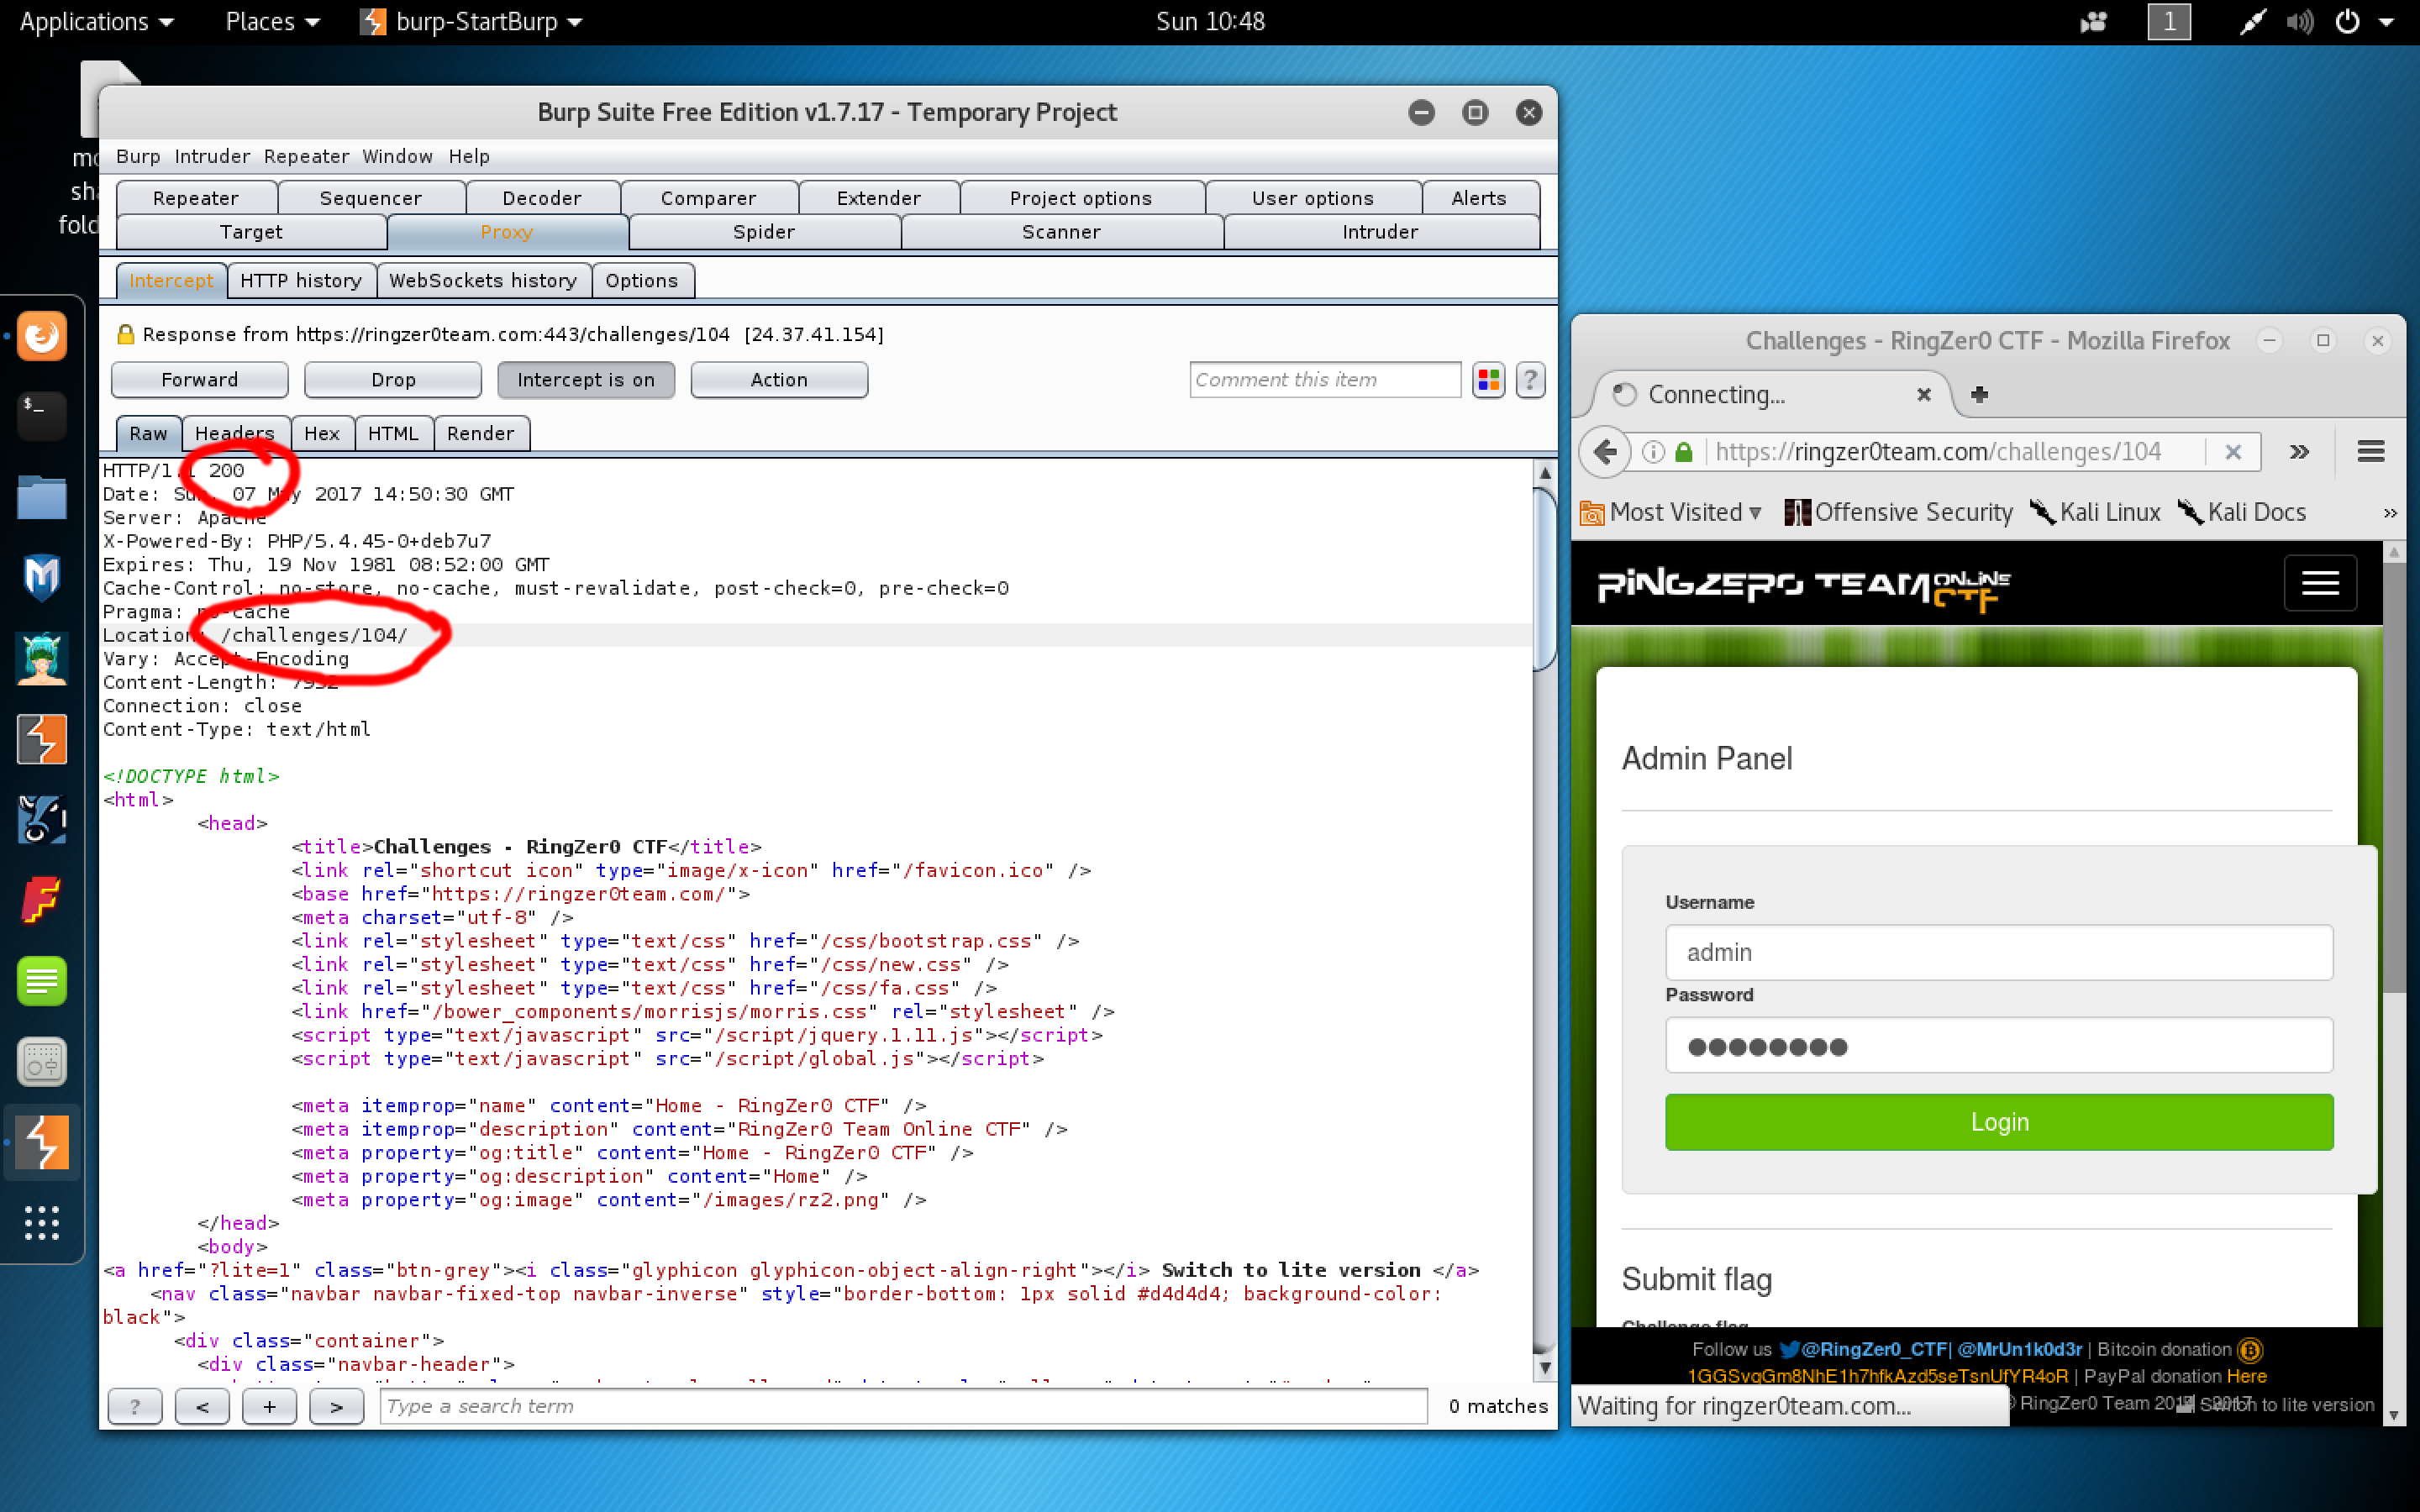 Applications Places burp-StartBurp Sun 10:48 1
Burp Suite Free Edition v1.7.17 - Temporary Project
Burp Intruder Repeater Window Help
Repeater Sequencer Decoder Comparer Extender Project options User options Alerts
Target Proxy Spider Scanner Intruder
Intercept HTTP history WebSockets history Options
Response from https://ringzer0team.com:443/challenges/104 [24.37.41.154]
Forward Drop Intercept is on Action Comment this item ?
Raw Headers Hex HTML Render
HTTP/1.1 200
Date: Sun, 07 May 2017 14:50:30 GMT
Server: Apache
X-Powered-By: PHP/5.4.45-0+deb7u7
Expires: Thu, 19 Nov 1981 08:52:00 GMT
Cache-Control: no-store, no-cache, must-revalidate, post-check=0, pre-check=0
Pragma: no-cache
Location: /challenges/104/
Vary: Accept-Encoding
Content-Length: 7952
Connection: close
Content-Type: text/html
<!DOCTYPE html>
<html>
<head>
<title>Challenges - RingZer0 CTF</title>
<link rel="shortcut icon" type="image/x-icon" href="/favicon.ico" />
<base href="https://ringzer0team.com/">
<meta charset="utf-8" />
<link rel="stylesheet" type="text/css" href="/css/bootstrap.css" />
<link rel="stylesheet" type="text/css" href="/css/new.css" />
<link rel="stylesheet" type="text/css" href="/css/fa.css" />
<link href="/bower_components/morrisjs/morris.css" rel="stylesheet" />
<script type="text/javascript" src="/script/jquery.1.11.js"></script>
<script type="text/javascript" src="/script/global.js"></script>
<meta itemprop="name" content="Home - RingZer0 CTF" />
<meta itemprop="description" content="RingZer0 Team Online CTF" />
<meta property="og:title" content="Home - RingZer0 CTF" />
<meta property="og:description" content="Home" />
<meta property="og:image" content="/images/rz2.png" />
</head>
<body>
<a href="?lite=1" class="btn-grey"><i class="glyphicon glyphicon-object-align-right"></i> Switch to lite version </a>
<nav class="navbar navbar-fixed-top navbar-inverse" style="border-bottom: 1px solid #d4d4d4; background-color:
black">
<div class="container">
<div class="navbar-header">
? < + > Type a search term 0 matches
Challenges - RingZer0 CTF - Mozilla Firefox
Connecting...
https://ringzer0team.com/challenges/104
Most Visited Offensive Security Kali Linux Kali Docs »
RINGZER0 TEAM ONLINE CTF
Admin Panel
Username
admin
Password
●●●●●●●●
Login
Submit flag
Challenge flag
Follow us @RingZer0_CTF| @MrUn1k0d3r | Bitcoin donation
1GGSvqGm8NhE1h7hfkAzd5seTsnUfYR4oR | PayPal donation Here
Waiting for ringzer0team.com... © RingZer0 Team Switch to lite version